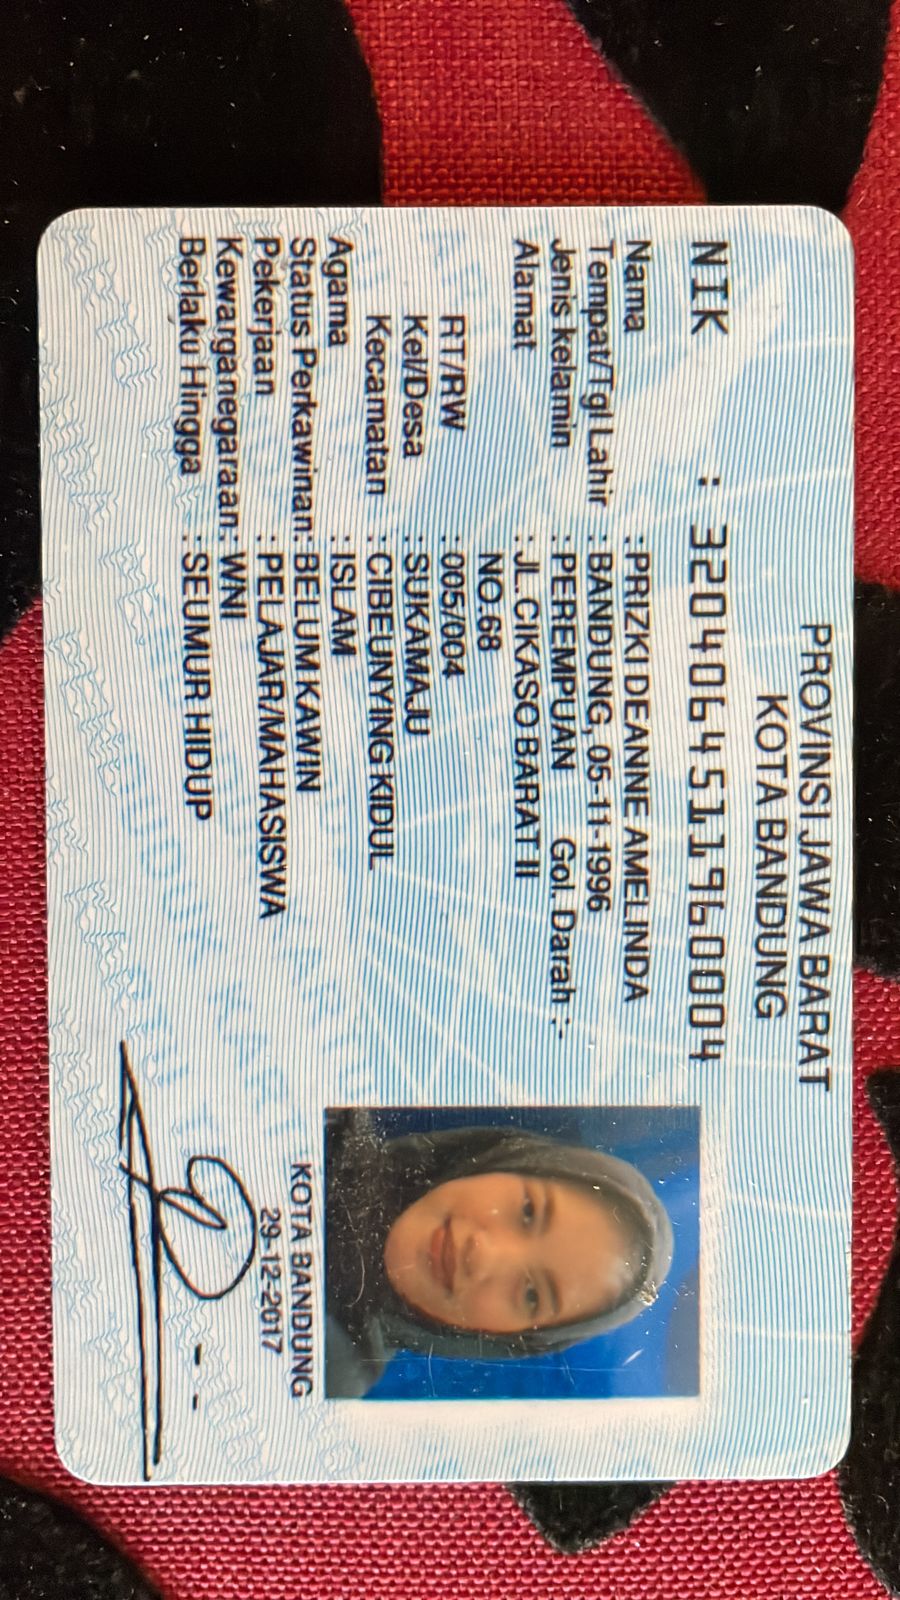 PROVINSI JAWA BARAT
KOTA BANDUNG
NIK : 3204064511960004
Nama : PRIZKI DEANNE AMELINDA
Tempat/Tgl Lahir : BANDUNG, 05-11-1996
Jenis kelamin : PEREMPUAN Gol. Darah :-
Alamat : JL.CIKASO BARAT II
NO.68
RT/RW : 005/004
Kel/Desa : SUKAMAJU
Kecamatan : CIBEUNYING KIDUL
Agama : ISLAM
Status Perkawinan: BELUM KAWIN
Pekerjaan : PELAJAR/MAHASISWA
Kewarganegaraan: WNI
Berlaku Hingga : SEUMUR HIDUP
KOTA BANDUNG
29-12-2017